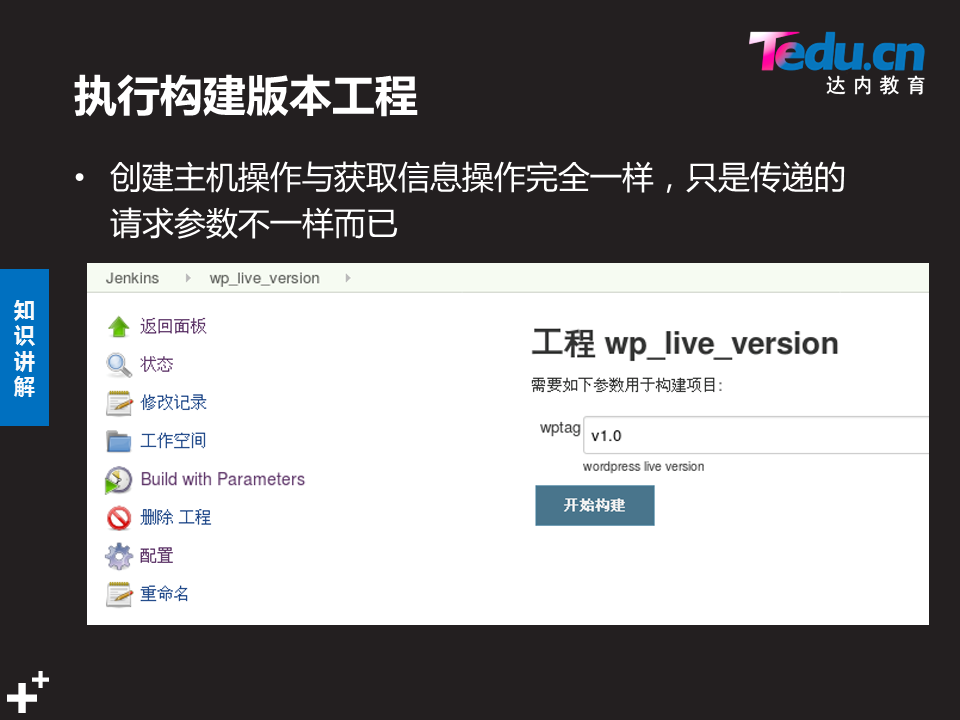 Tedu.cn
达内教育
执行构建版本工程
• 创建主机操作与获取信息操作完全一样，只是传递的
请求参数不一样而已
知
识
讲
解
Jenkins
wp_live_version
返回面板
状态
修改记录
工作空间
Build with Parameters
删除 工程
配置
重命名
工程 wp_live_version
需要如下参数用于构建项目:
wptag
v1.0
wordpress live version
开始构建